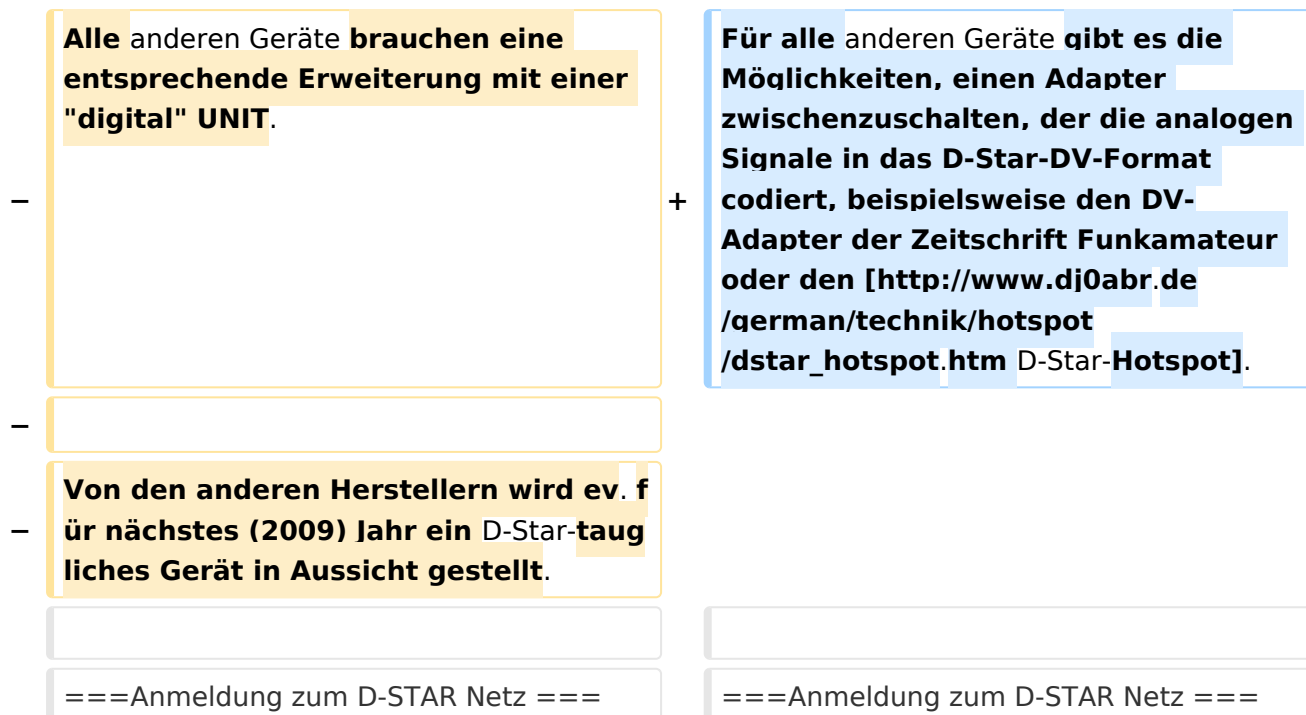 Alle anderen Geräte brauchen eine
entsprechende Erweiterung mit einer
"digital" UNIT.
−
+
Für alle anderen Geräte gibt es die
Möglichkeiten, einen Adapter
zwischenzuschalten, der die analogen
Signale in das D-Star-DV-Format
codiert, beispielsweise den DV-
Adapter der Zeitschrift Funkamateur
oder den [http://www.dj0abr.de
/german/technik/hotspot
/dstar_hotspot.htm D-Star-Hotspot].
−
−
Von den anderen Herstellern wird ev. f
ür nächstes (2009) Jahr ein D-Star-taug
liches Gerät in Aussicht gestellt.
===Anmeldung zum D-STAR Netz ===
===Anmeldung zum D-STAR Netz ===